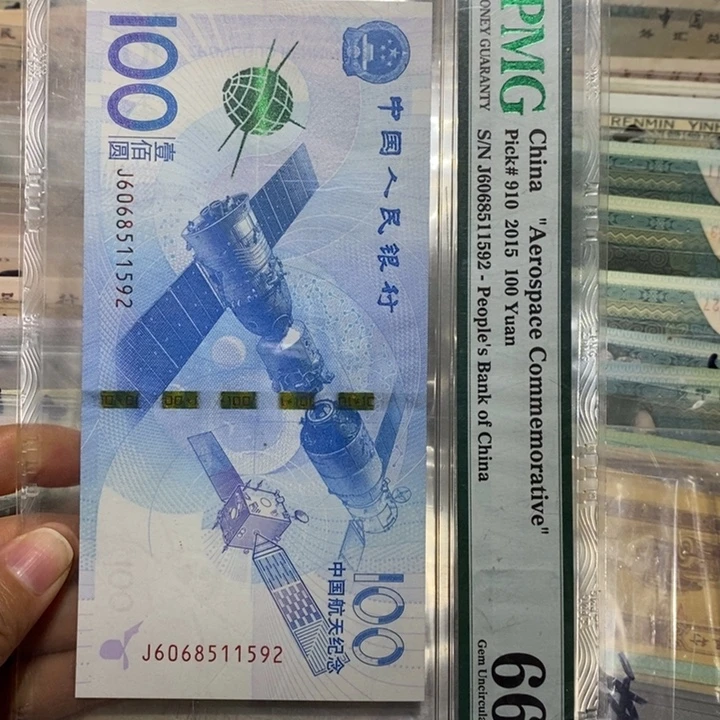 PMG
ONEY GUARANTY
China "Aerospace Commemorative"
Pick# 910 2015 100 Yuan
S/N J6068511592 - People's Bank of China
66
Gem Uncircula
中国人民银行
100
壹佰圆
J6068511592
100
中国航天纪念
J6068511592
RENMIN YIN